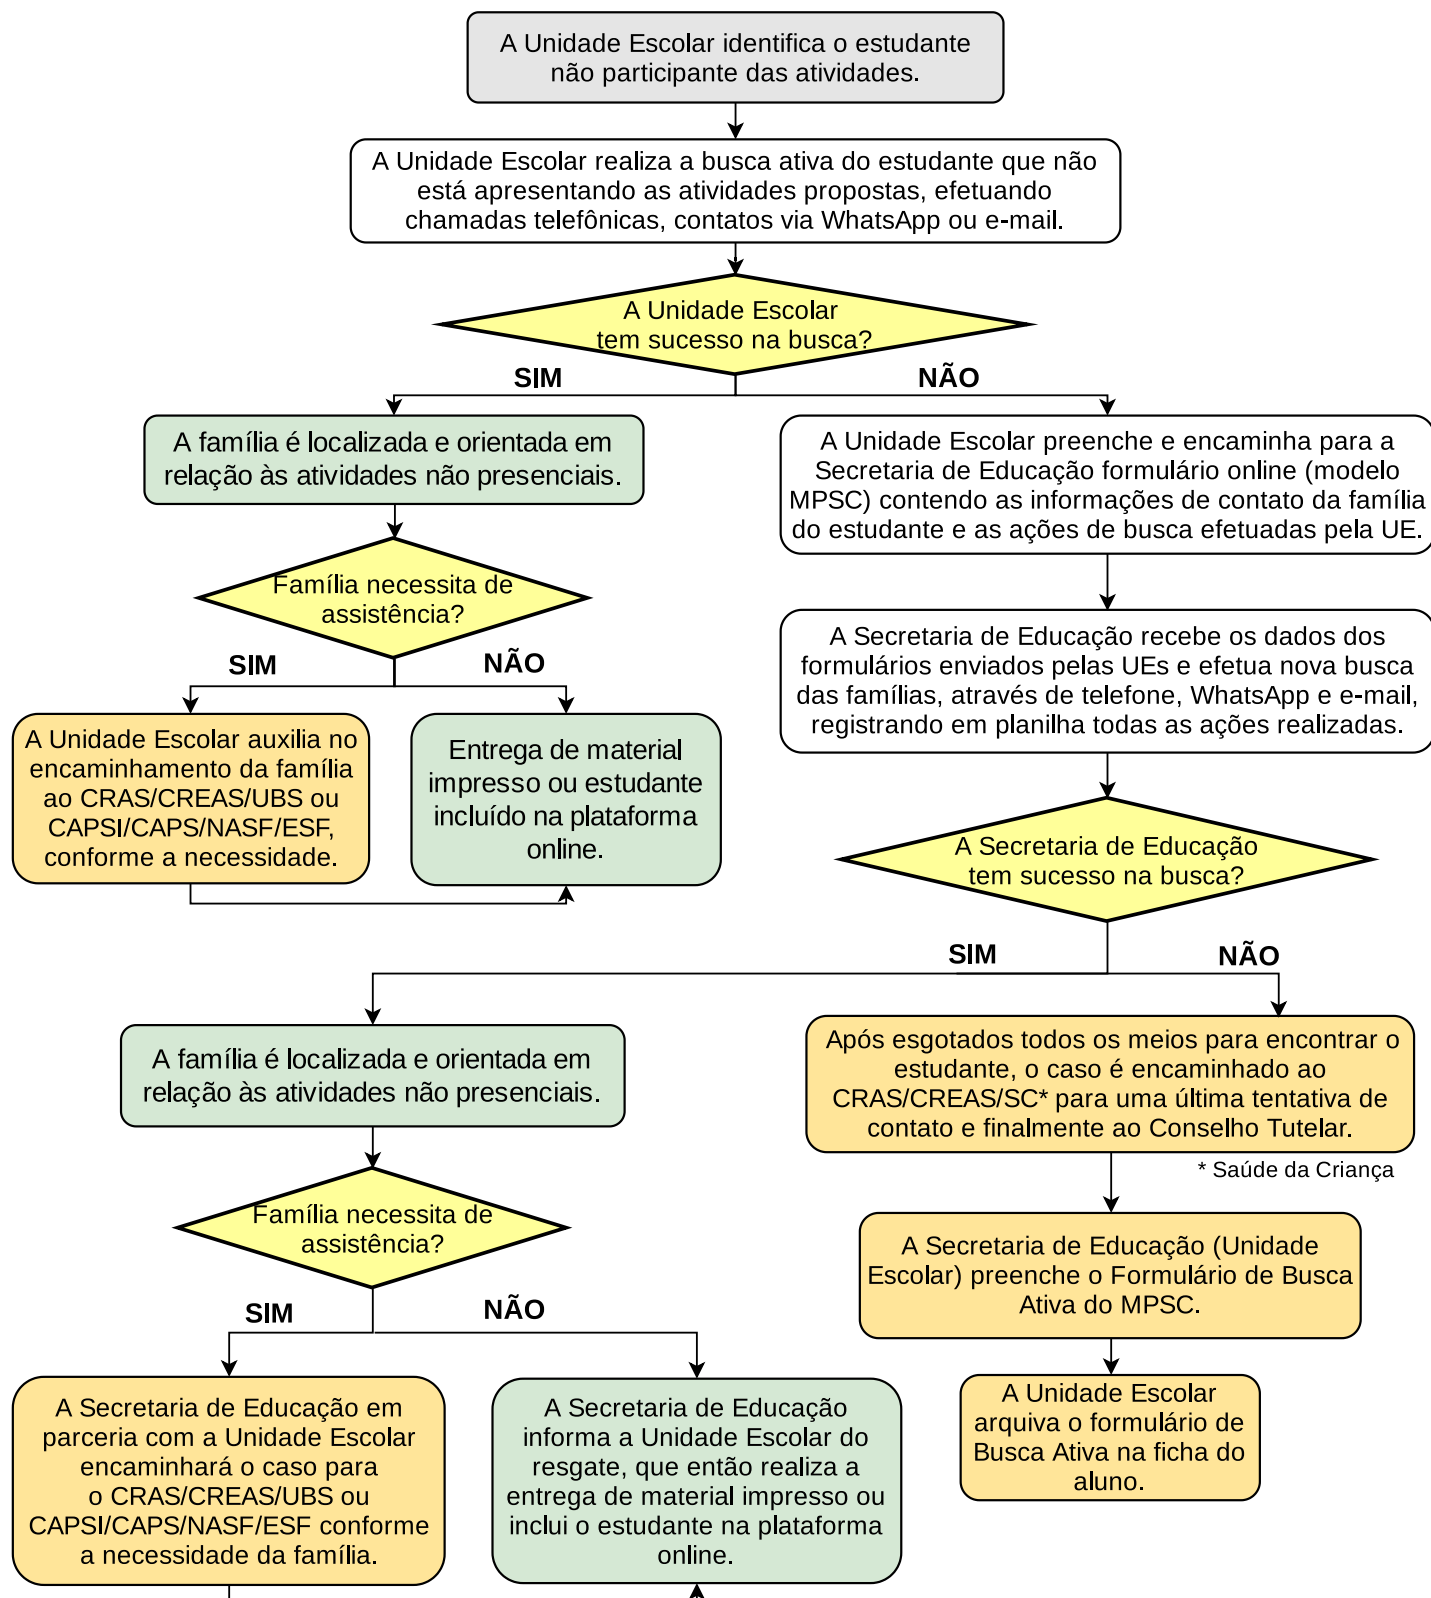 A Unidade Escolar identifica o estudante
não participante das atividades.
A Unidade Escolar realiza a busca ativa do estudante que não
está apresentando as atividades propostas, efetuando
chamadas telefônicas, contatos via WhatsApp ou e-mail.
A Unidade Escolar
tem sucesso na busca?
SIM
NÃO
A família é localizada e orientada em
relação às atividades não presenciais.
A Unidade Escolar preenche e encaminha para a
Secretaria de Educação formulário online (modelo
MPSC) contendo as informações de contato da família
do estudante e as ações de busca efetuadas pela UE.
Família necessita de
assistência?
SIM
NÃO
A Secretaria de Educação recebe os dados dos
formulários enviados pelas UEs e efetua nova busca
das famílias, através de telefone, WhatsApp e e-mail,
registrando em planilha todas as ações realizadas.
A Unidade Escolar auxilia no
encaminhamento da família
ao CRAS/CREAS/UBS ou
CAPSI/CAPS/NASF/ESF,
conforme a necessidade.
Entrega de material
impresso ou estudante
incluído na plataforma
online.
A Secretaria de Educação
tem sucesso na busca?
SIM
NÃO
A família é localizada e orientada em
relação às atividades não presenciais.
Após esgotados todos os meios para encontrar o
estudante, o caso é encaminhado ao
CRAS/CREAS/SC* para uma última tentativa de
contato e finalmente ao Conselho Tutelar.
* Saúde da Criança
Família necessita de
assistência?
A Secretaria de Educação (Unidade
Escolar) preenche o Formulário de Busca
Ativa do MPSC.
SIM
NÃO
A Secretaria de Educação em
parceria com a Unidade Escolar
encaminhará o caso para
o CRAS/CREAS/UBS ou
CAPSI/CAPS/NASF/ESF conforme
a necessidade da família.
A Secretaria de Educação
informa a Unidade Escolar do
resgate, que então realiza a
entrega de material impresso ou
inclui o estudante na plataforma
online.
A Unidade Escolar
arquiva o formulário de
Busca Ativa na ficha do
aluno.